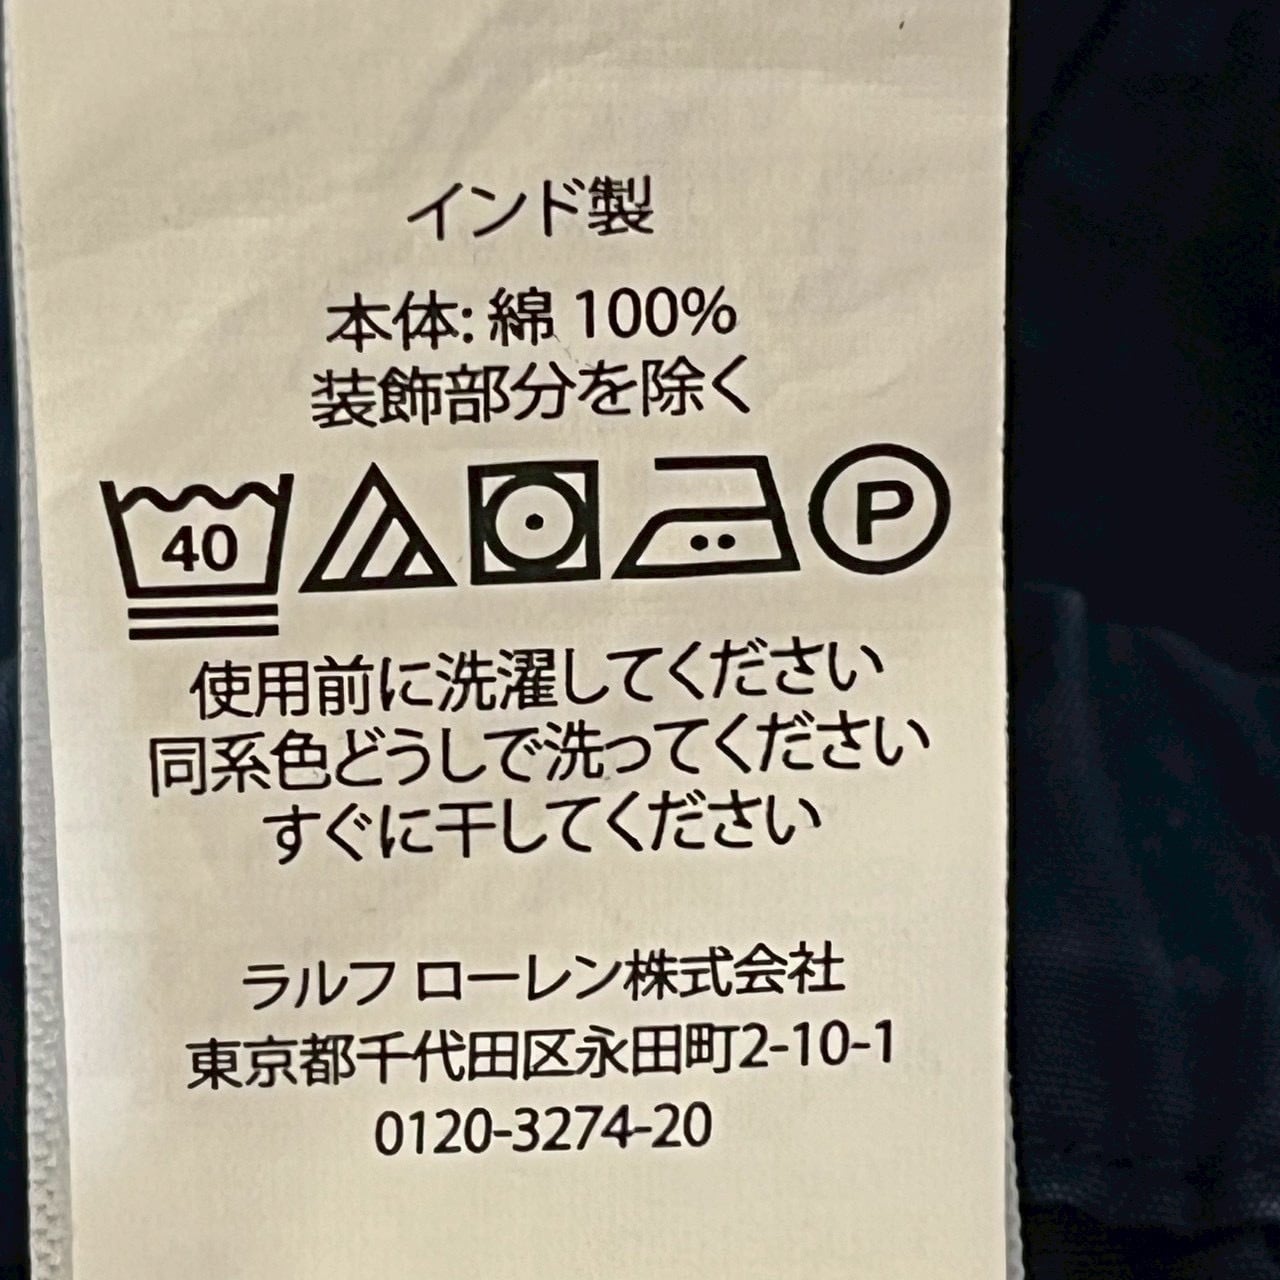 インド製
本体: 綿 100%
装飾部分を除く
40 P
使用前に洗濯してください
同系色どうしで洗ってください
すぐに干してください
ラルフ ローレン株式会社
東京都千代田区永田町2-10-1
0120-3274-20